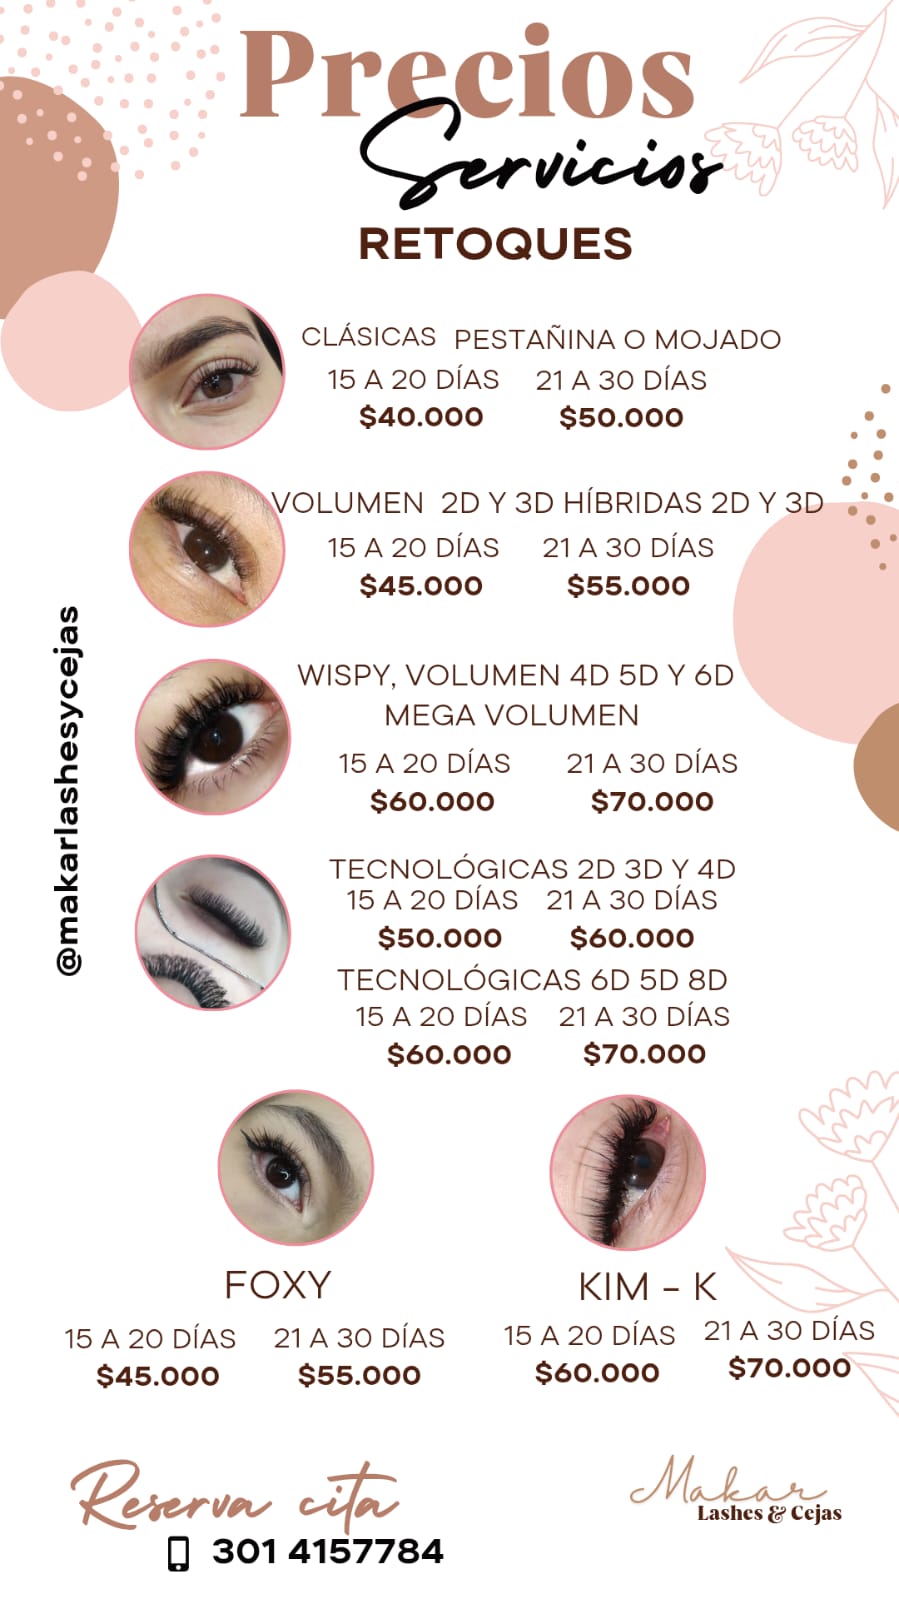 Precios
Servicios
RETOQUES
CLÁSICAS PESTAÑINA O MOJADO
15 A 20 DÍAS 21 A 30 DÍAS
$40.000 $50.000
VOLUMEN 2D Y 3D HÍBRIDAS 2D Y 3D
15 A 20 DÍAS 21 A 30 DÍAS
$45.000 $55.000
WISPY, VOLUMEN 4D 5D Y 6D
MEGA VOLUMEN
15 A 20 DÍAS 21 A 30 DÍAS
$60.000 $70.000
TECNOLÓGICAS 2D 3D Y 4D
15 A 20 DÍAS 21 A 30 DÍAS
$50.000 $60.000
TECNOLÓGICAS 6D 5D 8D
15 A 20 DÍAS 21 A 30 DÍAS
$60.000 $70.000
@makarlashesycejas
FOXY
15 A 20 DÍAS 21 A 30 DÍAS
$45.000 $55.000
KIM - K
15 A 20 DÍAS 21 A 30 DÍAS
$60.000 $70.000
Reserva cita
301 4157784
Makar
Lashes & Cejas